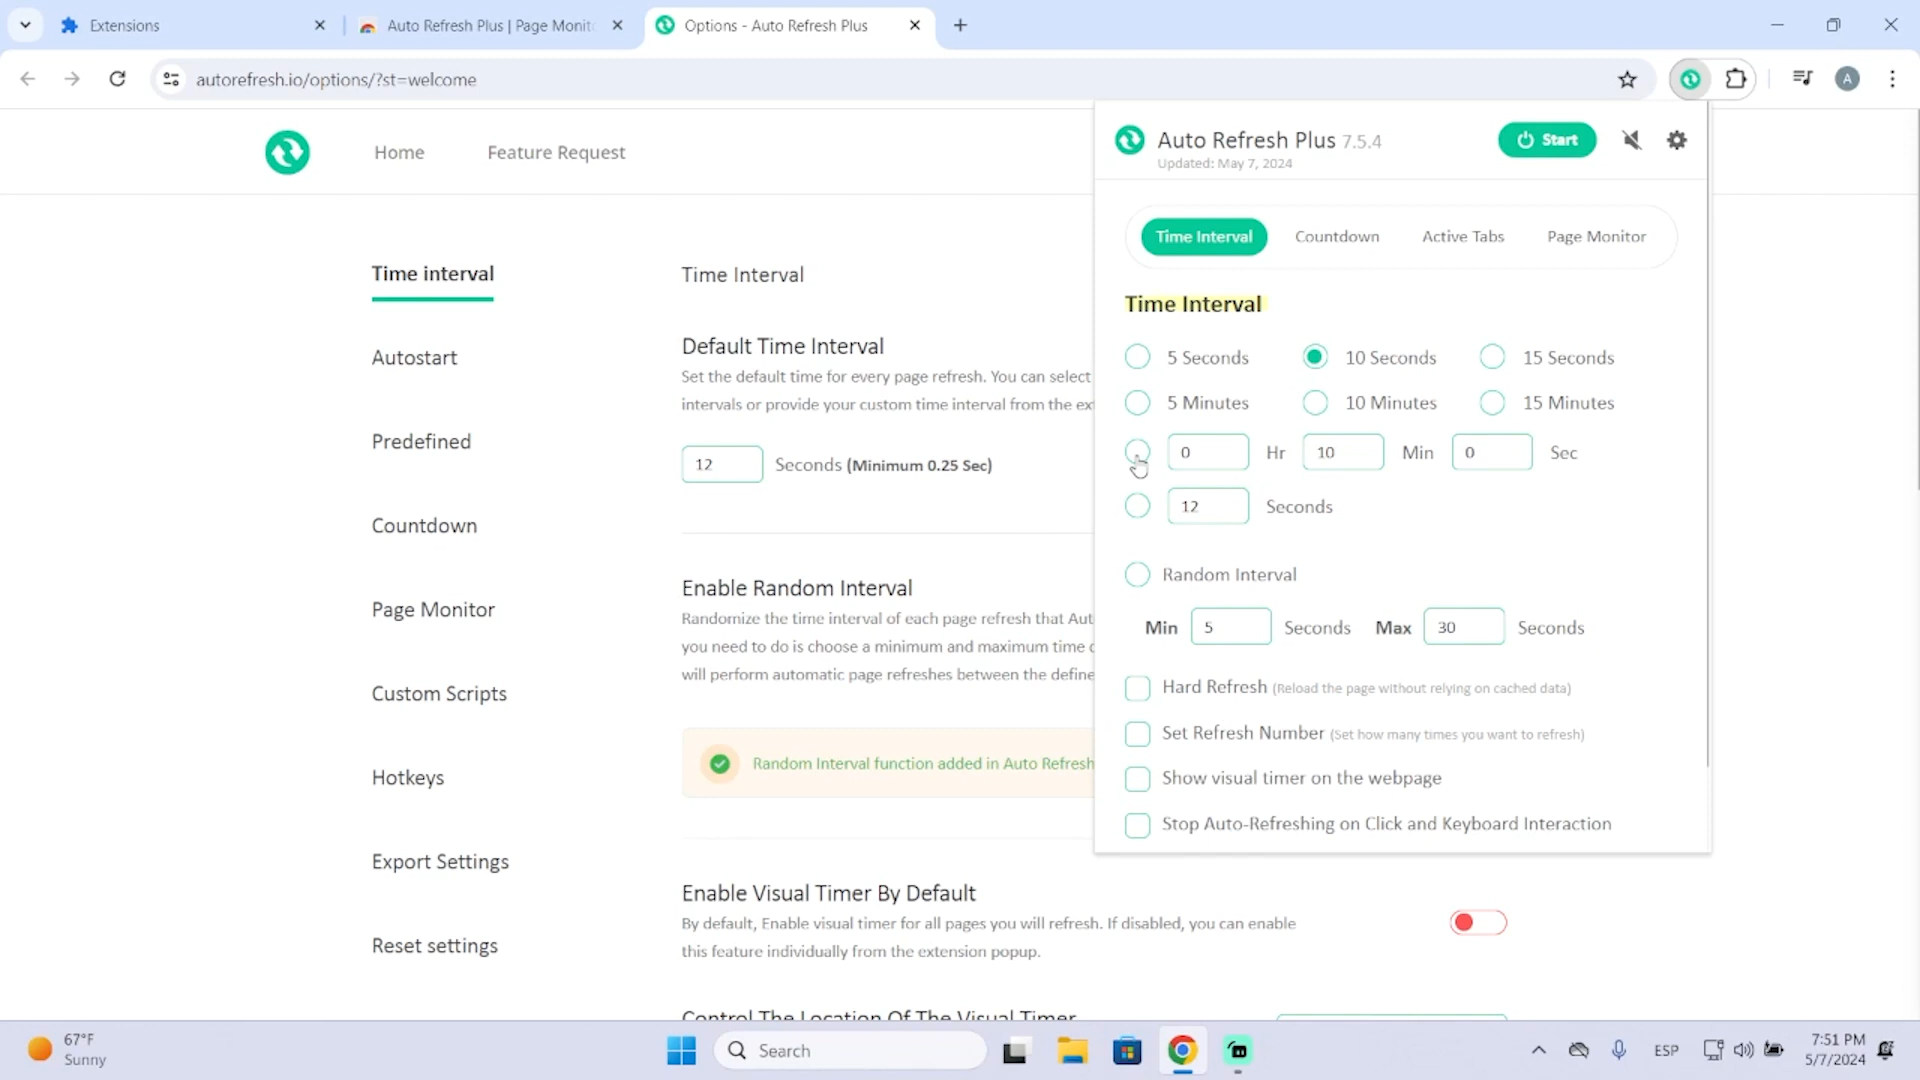 Extensions
Auto Refresh Plus | Page Monito
Options - Auto Refresh Plus
autorefresh.io/options/?st=welcome
A
Home
Feature Request
Auto Refresh Plus 7.5.4
Updated: May 7, 2024
Start
Time Interval
Countdown
Active Tabs
Page Monitor
Time Interval
5 Seconds
10 Seconds
15 Seconds
5 Minutes
10 Minutes
15 Minutes
0 Hr 10 Min 0 Sec
12 Seconds
Random Interval
Min 5 Seconds Max 30 Seconds
Hard Refresh (Reload the page without relying on cached data)
Set Refresh Number (Set how many times you want to refresh)
Show visual timer on the webpage
Stop Auto-Refreshing on Click and Keyboard Interaction
Time interval
Autostart
Predefined
Countdown
Page Monitor
Custom Scripts
Hotkeys
Export Settings
Reset settings
Time Interval
Default Time Interval
Set the default time for every page refresh. You can select
intervals or provide your custom time interval from the ext
12 Seconds (Minimum 0.25 Sec)
Enable Random Interval
Randomize the time interval of each page refresh that Aut
you need to do is choose a minimum and maximum time
will perform automatic page refreshes between the define
Random Interval function added in Auto Refresh
Enable Visual Timer By Default
By default, Enable visual timer for all pages you will refresh. If disabled, you can enable
this feature individually from the extension popup.
Control The Location Of The Visual Timer
67°F
Sunny
Search
ESP
7:51 PM
5/7/2024